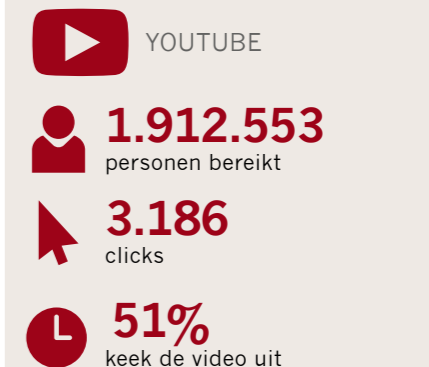 YOUTUBE
1.912.553
personen bereikt
3.186
clicks
51%
keek de video uit